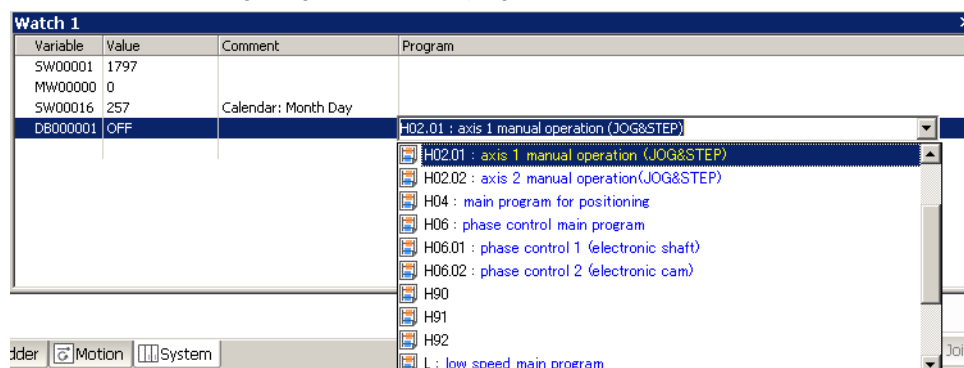 Watch 1
Variable Value Comment Program
SW00001 1797
MW00000 0
SW00016 257 Calendar: Month Day
DB000001 OFF H02.01 : axis 1 manual operation (JOG&STEP)
H02.01 : axis 1 manual operation (JOG&STEP)
H02.02 : axis 2 manual operation(JOG&STEP)
H04 : main program for positioning
H06 : phase control main program
H06.01 : phase control 1 (electronic shaft)
H06.02 : phase control 2 (electronic cam)
H90
H91
H92
dder Motion System L : low speed main program Joi